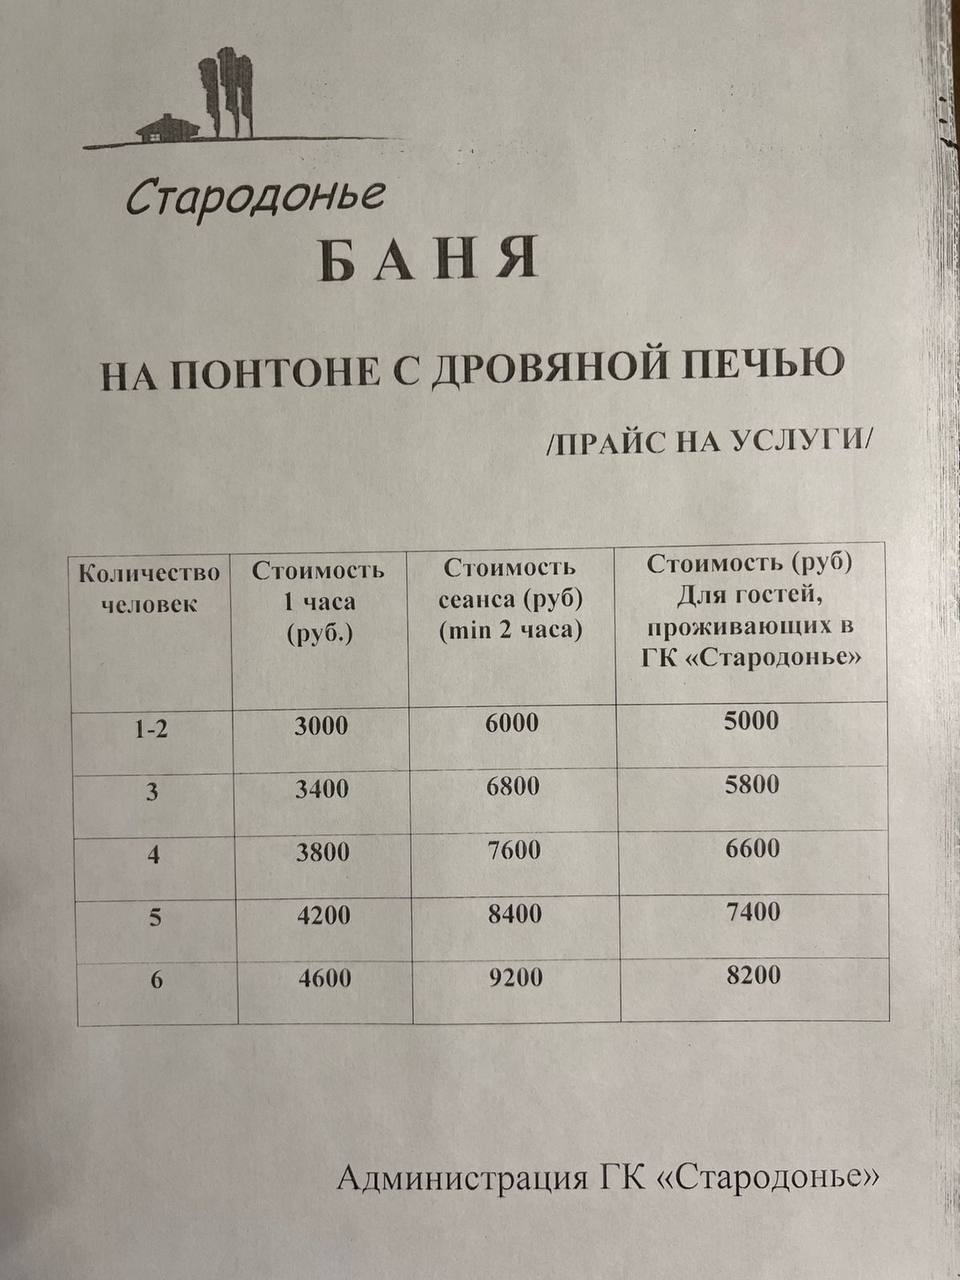 Стародонье
БАНЯ
НА ПОНТОНЕ С ДРОВЯНОЙ ПЕЧЬЮ
/ПРАЙС НА УСЛУГИ/
Количество человек | Стоимость 1 часа (руб.) | Стоимость сеанса (руб) (min 2 часа) | Стоимость (руб) Для гостей, проживающих в ГК «Стародонье»
1-2 | 3000 | 6000 | 5000
3 | 3400 | 6800 | 5800
4 | 3800 | 7600 | 6600
5 | 4200 | 8400 | 7400
6 | 4600 | 9200 | 8200
Администрация ГК «Стародонье»